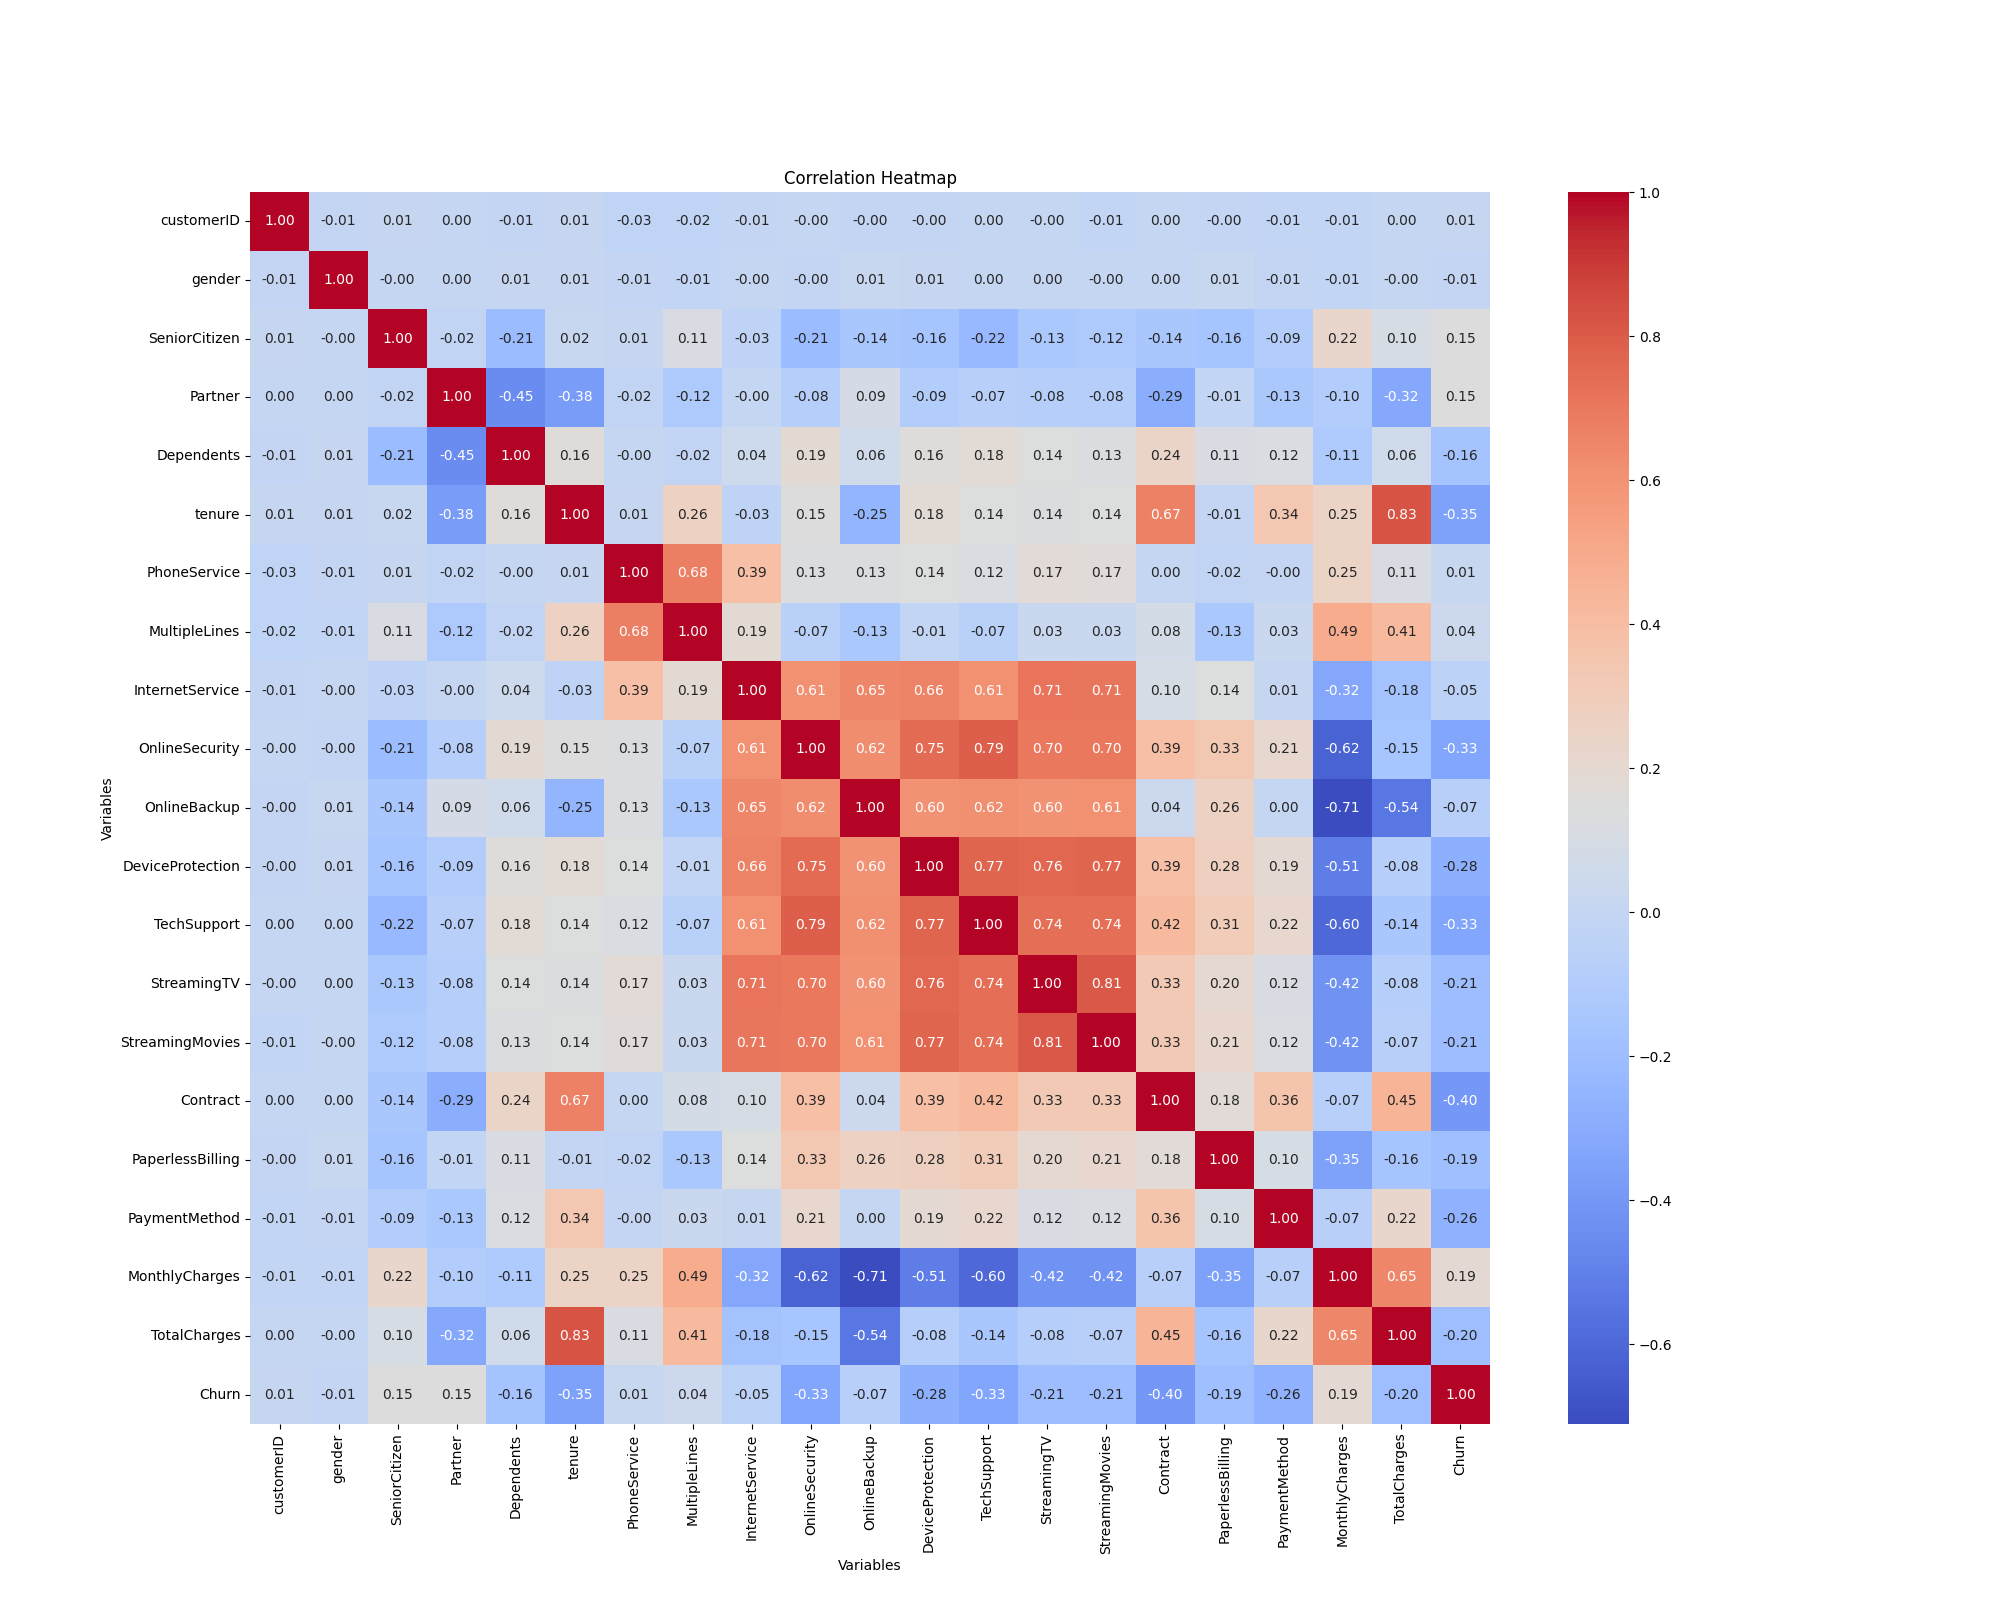 Correlation Heatmap
customerID 1.00 -0.01 0.01 0.00 -0.01 0.01 -0.03 -0.02 -0.01 -0.00 -0.00 -0.00 0.00 -0.00 -0.01 0.00 -0.00 -0.01 -0.01 0.00 0.01
gender -0.01 1.00 -0.00 0.00 0.01 0.01 -0.01 -0.01 -0.00 -0.00 0.01 0.01 0.00 0.00 -0.00 0.00 0.01 -0.01 -0.01 -0.00 -0.01
SeniorCitizen 0.01 -0.00 1.00 -0.02 -0.21 0.02 0.01 0.11 -0.03 -0.21 -0.14 -0.16 -0.22 -0.13 -0.12 -0.14 -0.16 -0.09 0.22 0.10 0.15
Partner 0.00 0.00 -0.02 1.00 -0.45 -0.38 -0.02 -0.12 -0.00 -0.08 0.09 -0.09 -0.07 -0.08 -0.08 -0.29 -0.01 -0.13 -0.10 -0.32 0.15
Dependents -0.01 0.01 -0.21 -0.45 1.00 0.16 -0.00 -0.02 0.04 0.19 0.06 0.16 0.18 0.14 0.13 0.24 0.11 0.12 -0.11 0.06 -0.16
tenure 0.01 0.01 0.02 -0.38 0.16 1.00 0.01 0.26 -0.03 0.15 -0.25 0.18 0.14 0.14 0.14 0.67 -0.01 0.34 0.25 0.83 -0.35
PhoneService -0.03 -0.01 0.01 -0.02 -0.00 0.01 1.00 0.68 0.39 0.13 0.13 0.14 0.12 0.17 0.17 0.00 -0.02 -0.00 0.25 0.11 0.01
MultipleLines -0.02 -0.01 0.11 -0.12 -0.02 0.26 0.68 1.00 0.19 -0.07 -0.13 -0.01 -0.07 0.03 0.03 0.08 -0.13 0.03 0.49 0.41 0.04
InternetService -0.01 -0.00 -0.03 -0.00 0.04 -0.03 0.39 0.19 1.00 0.61 0.65 0.66 0.61 0.71 0.71 0.10 0.14 0.01 -0.32 -0.18 -0.05
OnlineSecurity -0.00 -0.00 -0.21 -0.08 0.19 0.15 0.13 -0.07 0.61 1.00 0.62 0.75 0.79 0.70 0.70 0.39 0.33 0.21 -0.62 -0.15 -0.33
OnlineBackup -0.00 0.01 -0.14 0.09 0.06 -0.25 0.13 -0.13 0.65 0.62 1.00 0.60 0.62 0.60 0.61 0.04 0.26 0.00 -0.71 -0.54 -0.07
DeviceProtection -0.00 0.01 -0.16 -0.09 0.16 0.18 0.14 -0.01 0.66 0.75 0.60 1.00 0.77 0.76 0.77 0.39 0.28 0.19 -0.51 -0.08 -0.28
TechSupport 0.00 0.00 -0.22 -0.07 0.18 0.14 0.12 -0.07 0.61 0.79 0.62 0.77 1.00 0.74 0.74 0.42 0.31 0.22 -0.60 -0.14 -0.33
StreamingTV -0.00 0.00 -0.13 -0.08 0.14 0.14 0.17 0.03 0.71 0.70 0.60 0.76 0.74 1.00 0.81 0.33 0.20 0.12 -0.42 -0.08 -0.21
StreamingMovies -0.01 -0.00 -0.12 -0.08 0.13 0.14 0.17 0.03 0.71 0.70 0.61 0.77 0.74 0.81 1.00 0.33 0.21 0.12 -0.42 -0.07 -0.21
Contract 0.00 0.00 -0.14 -0.29 0.24 0.67 0.00 0.08 0.10 0.39 0.04 0.39 0.42 0.33 0.33 1.00 0.18 0.36 -0.07 0.45 -0.40
PaperlessBilling -0.00 0.01 -0.16 -0.01 0.11 -0.01 -0.02 -0.13 0.14 0.33 0.26 0.28 0.31 0.20 0.21 0.18 1.00 0.10 -0.35 -0.16 -0.19
PaymentMethod -0.01 -0.01 -0.09 -0.13 0.12 0.34 -0.00 0.03 0.01 0.21 0.00 0.19 0.22 0.12 0.12 0.36 0.10 1.00 -0.07 0.22 -0.26
MonthlyCharges -0.01 -0.01 0.22 -0.10 -0.11 0.25 0.25 0.49 -0.32 -0.62 -0.71 -0.51 -0.60 -0.42 -0.42 -0.07 -0.35 -0.07 1.00 0.65 0.19
TotalCharges 0.00 -0.00 0.10 -0.32 0.06 0.83 0.11 0.41 -0.18 -0.15 -0.54 -0.08 -0.14 -0.08 -0.07 0.45 -0.16 0.22 0.65 1.00 -0.20
Churn 0.01 -0.01 0.15 0.15 -0.16 -0.35 0.01 0.04 -0.05 -0.33 -0.07 -0.28 -0.33 -0.21 -0.21 -0.40 -0.19 -0.26 0.19 -0.20 1.00
Variables
customerID
gender
SeniorCitizen
Partner
Dependents
tenure
PhoneService
MultipleLines
InternetService
OnlineSecurity
OnlineBackup
DeviceProtection
TechSupport
StreamingTV
StreamingMovies
Contract
PaperlessBilling
PaymentMethod
MonthlyCharges
TotalCharges
Churn
Variables
1.0
0.8
0.6
0.4
0.2
0.0
−0.2
−0.4
−0.6